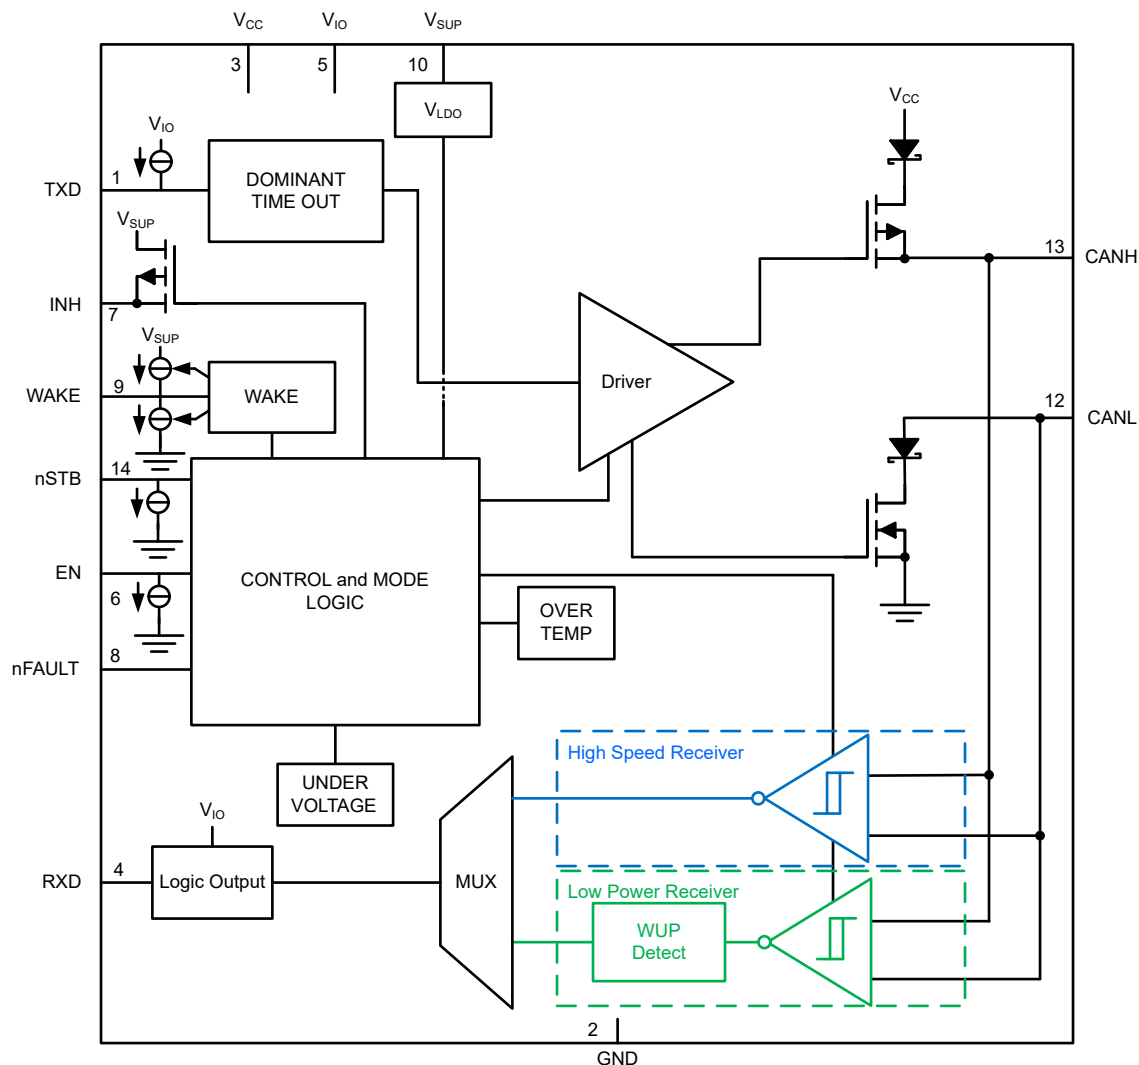 VCC VIO VSUP
3 5 10
VLDO
VIO
TXD 1
DOMINANT
TIME OUT
VCC
VSUP
INH 7
13 CANH
VSUP
WAKE 9
WAKE
Driver
12 CANL
nSTB 14
CONTROL and MODE
LOGIC
EN 6
OVER
TEMP
nFAULT 8
UNDER
VOLTAGE
High Speed Receiver
VIO
RXD 4
Logic Output
MUX
Low Power Receiver
WUP
Detect
2
GND